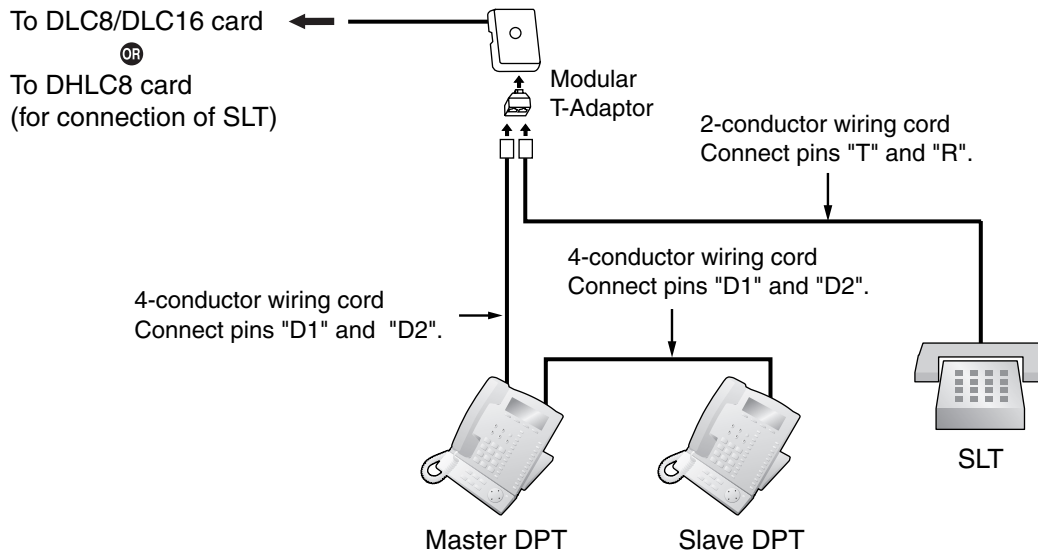 To DLC8/DLC16 card
OR
To DHLC8 card
(for connection of SLT)
Modular
T-Adaptor
2-conductor wiring cord
Connect pins "T" and "R".
4-conductor wiring cord
Connect pins "D1" and "D2".
4-conductor wiring cord
Connect pins "D1" and "D2".
SLT
Master DPT
Slave DPT